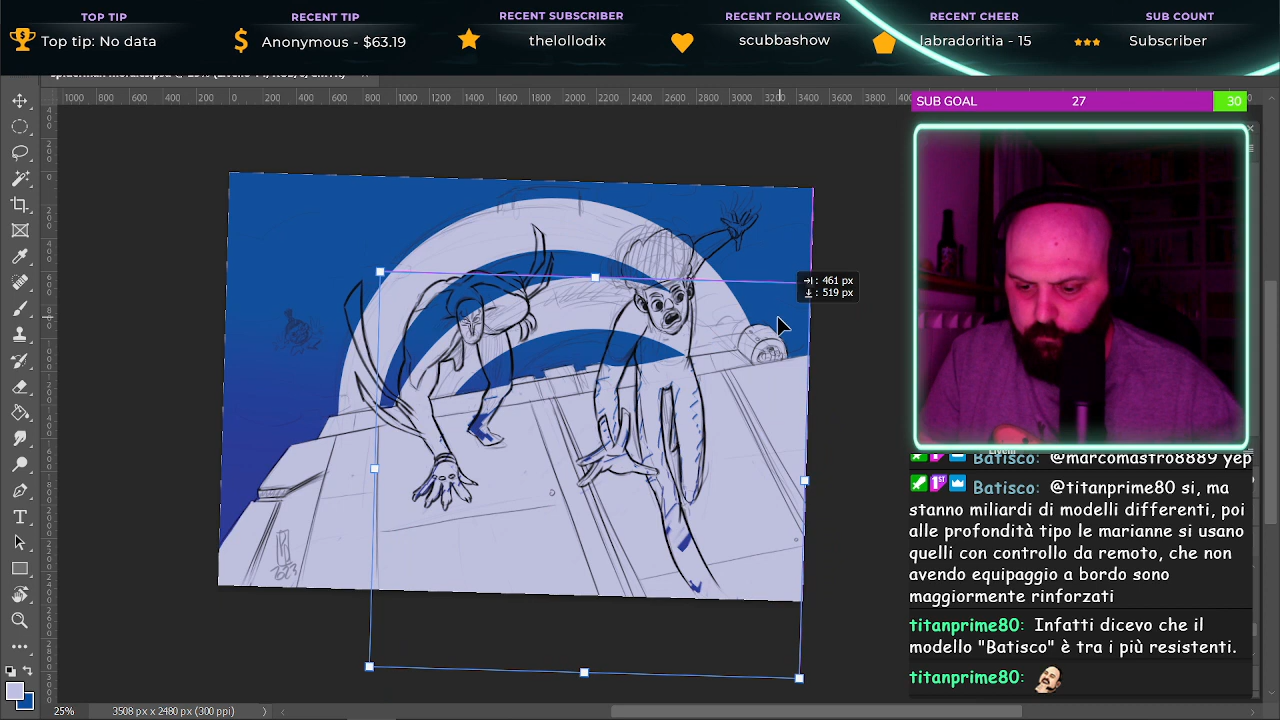 TOP TIP
Top tip: No data
RECENT TIP
Anonymous - $63.19
RECENT SUBSCRIBER
thelollodix
RECENT FOLLOWER
scubbashow
RECENT CHEER
labradoritia - 15
SUB COUNT
Subscriber
1000 800 600 400 200 0 200 400 600 800 1000 1200 1400 1600 1800 2000 2200 2400 2600 2800 3000 3200 3400 3600 3800
SUB GOAL 27 30
: 461 px
: 519 px
Livelli
Batisco: @marcomastro8889 yep
Batisco: @titanprime80 si, ma
stanno miliardi di modelli differenti, poi
alle profondità tipo le marianne si usano
quelli con controllo da remoto, che non
avendo equipaggio a bordo sono
maggiormente rinforzati
titanprime80: Infatti dicevo che il
modello "Batisco" è tra i più resistenti.
titanprime80:
25% 3508 px x 2480 px (300 ppi)